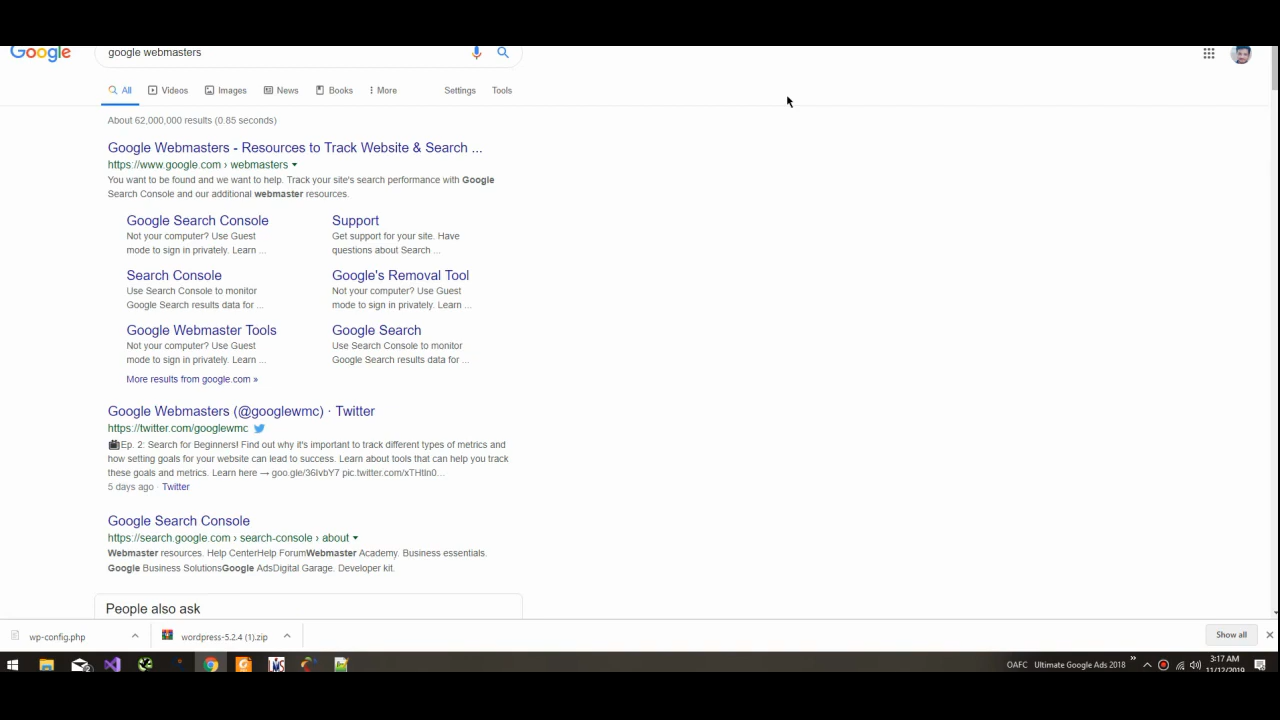 Google
google webmasters
All Videos Images News Books More Settings Tools
About 62,000,000 results (0.85 seconds)
Google Webmasters - Resources to Track Website & Search ...
https://www.google.com › webmasters
You want to be found and we want to help. Track your site's search performance with Google
Search Console and our additional webmaster resources.
Google Search Console
Not your computer? Use Guest
mode to sign in privately. Learn ...
Support
Get support for your site. Have
questions about Search ...
Search Console
Use Search Console to monitor
Google Search results data for ...
Google's Removal Tool
Not your computer? Use Guest
mode to sign in privately. Learn ...
Google Webmaster Tools
Not your computer? Use Guest
mode to sign in privately. Learn ...
Google Search
Use Search Console to monitor
Google Search results data for ...
More results from google.com »
Google Webmasters (@googlewmc) · Twitter
https://twitter.com/googlewmc
Ep. 2: Search for Beginners! Find out why it's important to track different types of metrics and
how setting goals for your website can lead to success. Learn about tools that can help you track
these goals and metrics. Learn here → goo.gle/36IvbY7 pic.twitter.com/xTHtIn0...
5 days ago · Twitter
Google Search Console
https://search.google.com › search-console › about
Webmaster resources. Help CenterHelp ForumWebmaster Academy. Business essentials.
Google Business SolutionsGoogle AdsDigital Garage. Developer kit.
People also ask
wp-config.php
wordpress-5.2.4 (1).zip
Show all
OAFC Ultimate Google Ads 2018
3:17 AM
11/12/2019